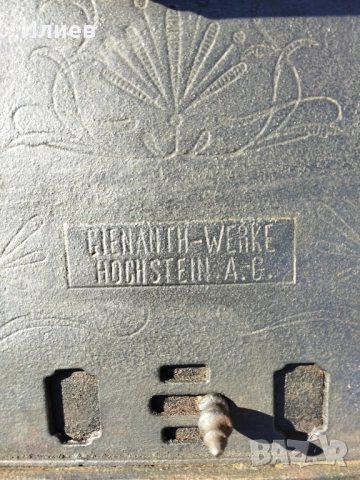 Илиев
GIENANTH-WERKE
HOCHSTEIN A.-G.
BAZAR